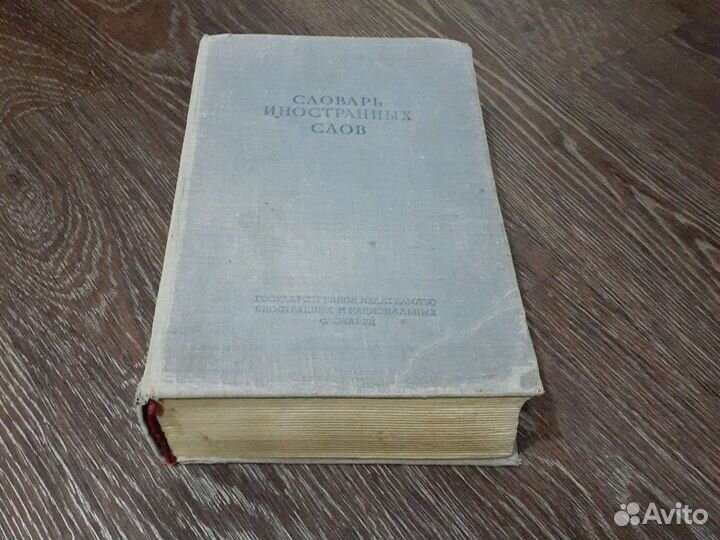 СЛОВАРЬ
ИНОСТРАННЫХ
СЛОВ
ГОСУДАРСТВЕННОЕ ИЗДАТЕЛЬСТВО
ИНОСТРАННЫХ И НАЦИОНАЛЬНЫХ
СЛОВАРЕЙ
Avito